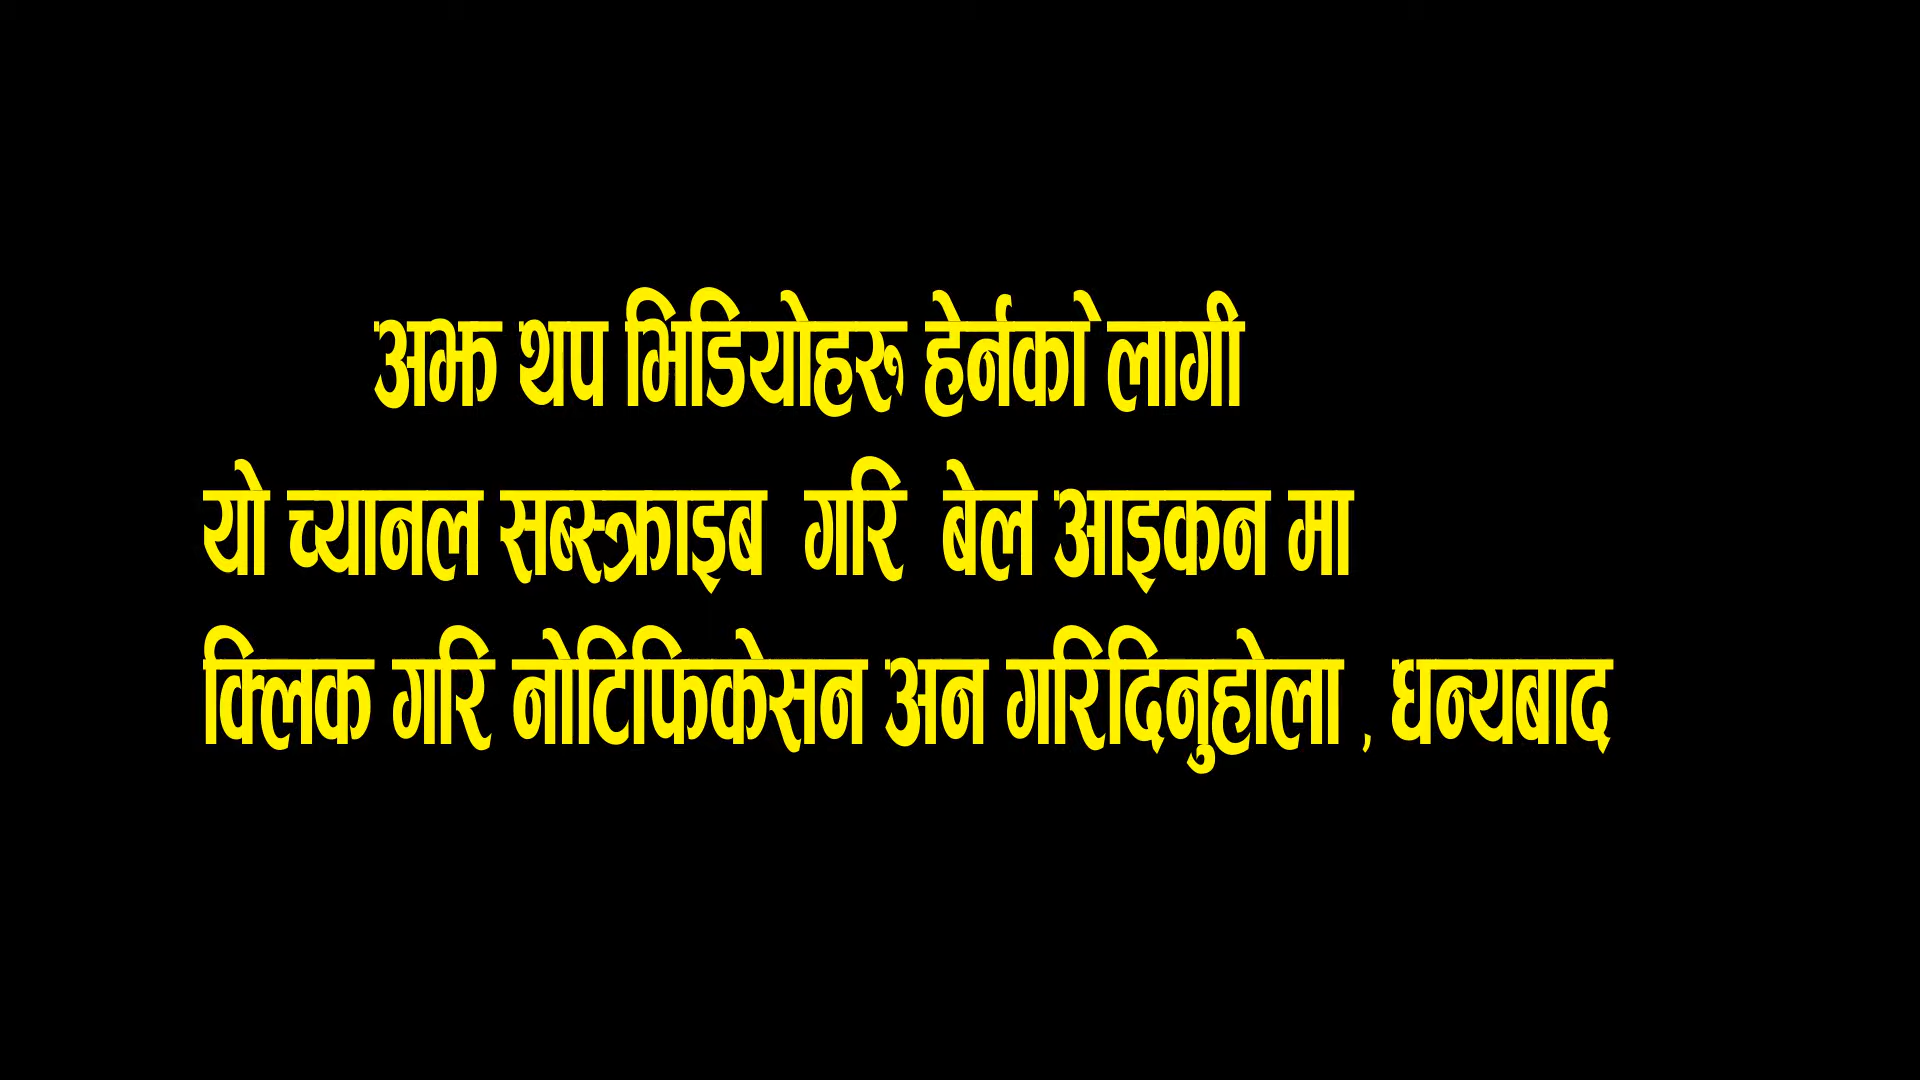 अझ थप भिडियोहरु हेर्नको लागी
यो च्यानल सब्स्क्राइब गरि बेल आइकन मा
क्लिक गरि नोटिफिकेसन अन गरिदिनुहोला , धन्यबाद